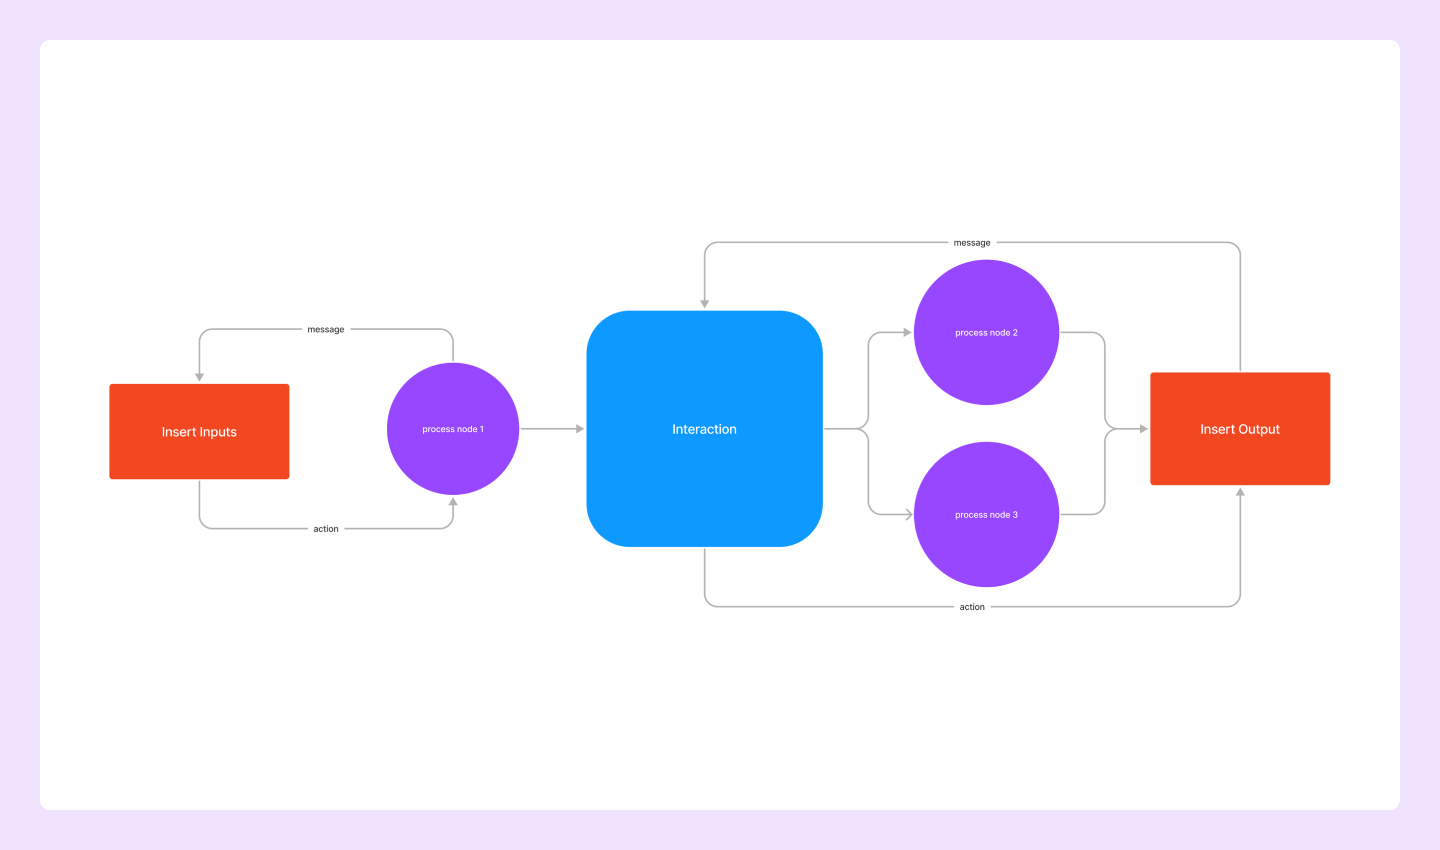 message
message
process node 2
Insert Inputs
process node 1
Interaction
Insert Output
process node 3
action
action